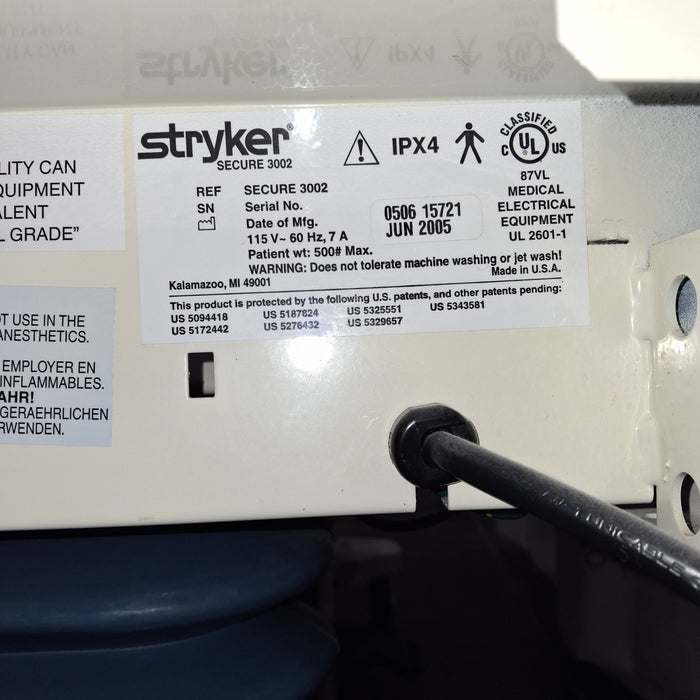 LITY CAN
QUIPMENT
ALENT
L GRADE”
T USE IN THE
ANESTHETICS.
EMPLOYER EN
INFLAMMABLES.
AHR!
GERAEHRLICHEN
RWENDEN.
stryker®
SECURE 3002
IPX4
CLASSIFIED
C UL US
87VL
MEDICAL
ELECTRICAL
EQUIPMENT
UL 2601-1
REF SECURE 3002
SN Serial No. 0506 15721
Date of Mfg. JUN 2005
115 V~ 60 Hz, 7 A
Patient wt: 500# Max.
WARNING: Does not tolerate machine washing or jet wash!
Kalamazoo, MI 49001 Made in U.S.A.
This product is protected by the following U.S. patents, and other patents pending:
US 5094418 US 5187824 US 5325551 US 5343581
US 5172442 US 5276432 US 5329657